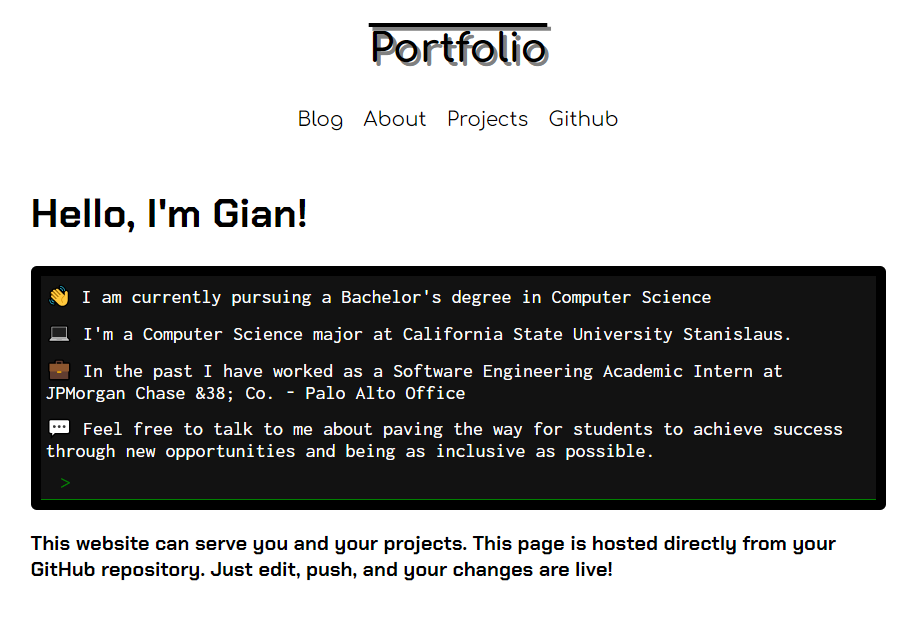 Portfolio
Blog About Projects Github
Hello, I'm Gian!
👋 I am currently pursuing a Bachelor's degree in Computer Science
💻 I'm a Computer Science major at California State University Stanislaus.
💼 In the past I have worked as a Software Engineering Academic Intern at
JPMorgan Chase &38; Co. - Palo Alto Office
💬 Feel free to talk to me about paving the way for students to achieve success
through new opportunities and being as inclusive as possible.
>
This website can serve you and your projects. This page is hosted directly from your
GitHub repository. Just edit, push, and your changes are live!